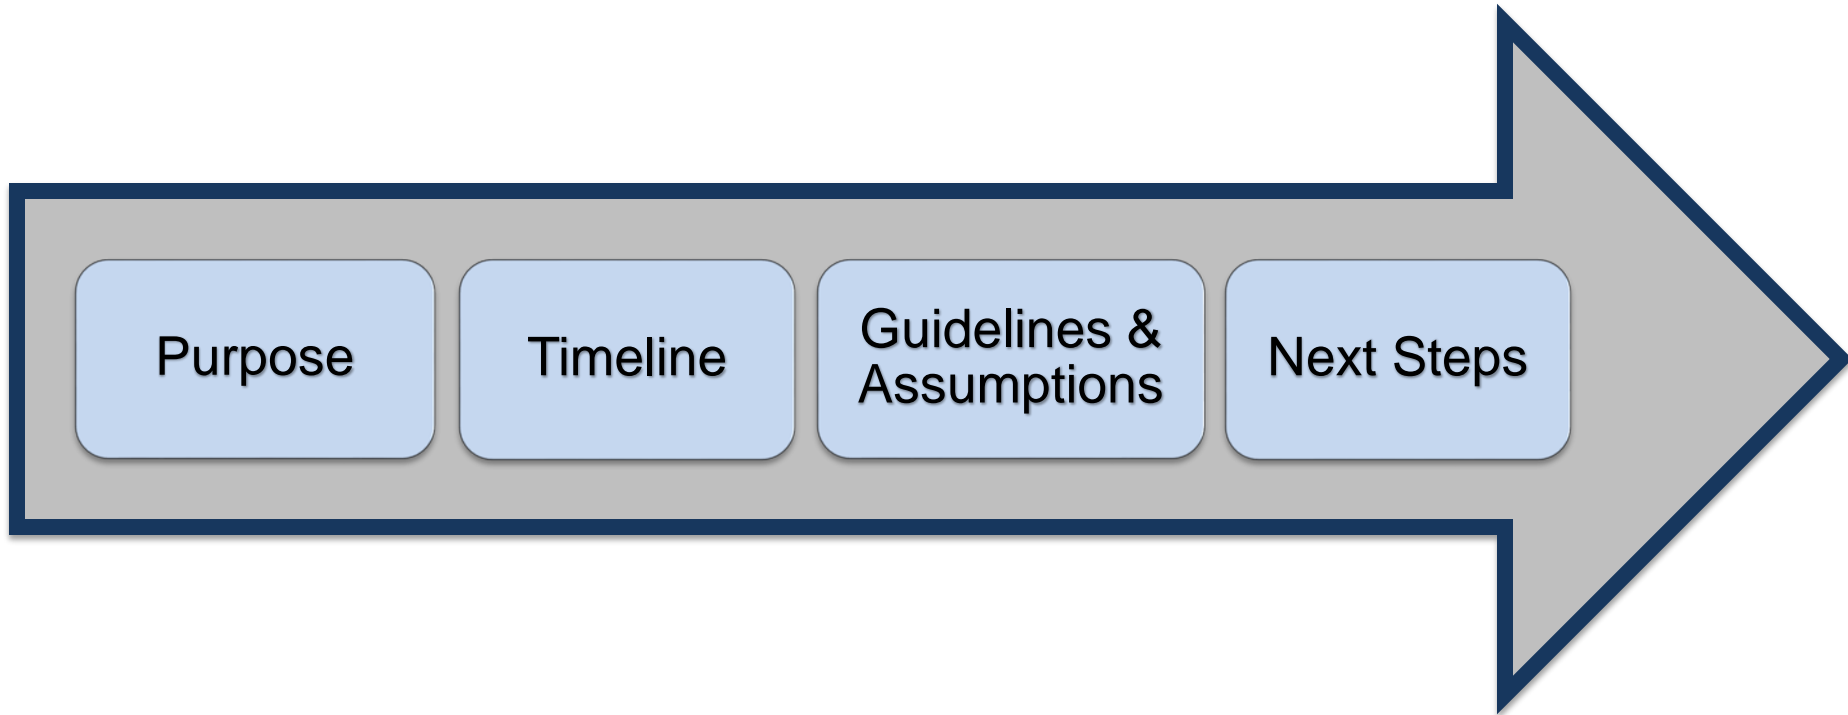 Purpose
Timeline
Guidelines &
Assumptions
Next Steps